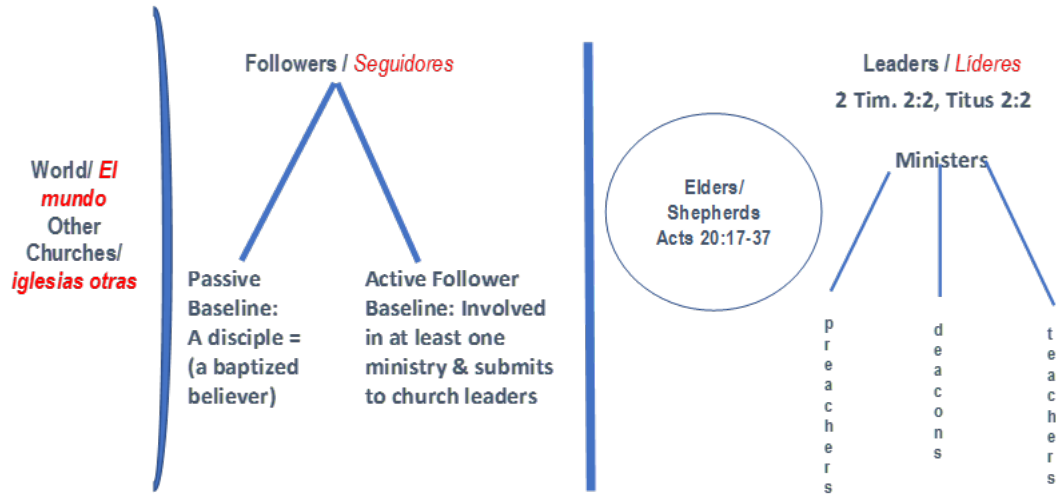 World/ El
mundo
Other
Churches/
iglesias otras
Followers / Seguidores
Passive
Baseline:
A disciple =
(a baptized
believer)
Active Follower
Baseline: Involved
in at least one
ministry & submits
to church leaders
Elders/
Shepherds
Acts 20:17-37
Leaders / Líderes
2 Tim. 2:2, Titus 2:2
Ministers
preachers
deacons
teachers